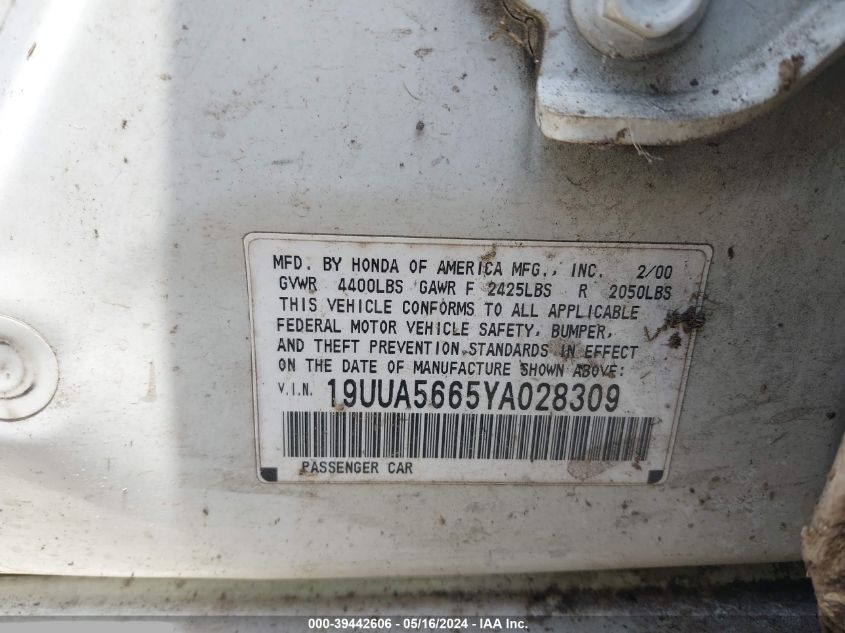 MFD. BY HONDA OF AMERICA MFG., INC. 2/00
GVWR 4400LBS GAWR F 2425LBS R 2050LBS
THIS VEHICLE CONFORMS TO ALL APPLICABLE
FEDERAL MOTOR VEHICLE SAFETY, BUMPER,
AND THEFT PREVENTION STANDARDS IN EFFECT
ON THE DATE OF MANUFACTURE SHOWN ABOVE:
V.I.N. 19UUA5665YA028309
PASSENGER CAR
000-39442606 - 05/16/2024 - IAA Inc.